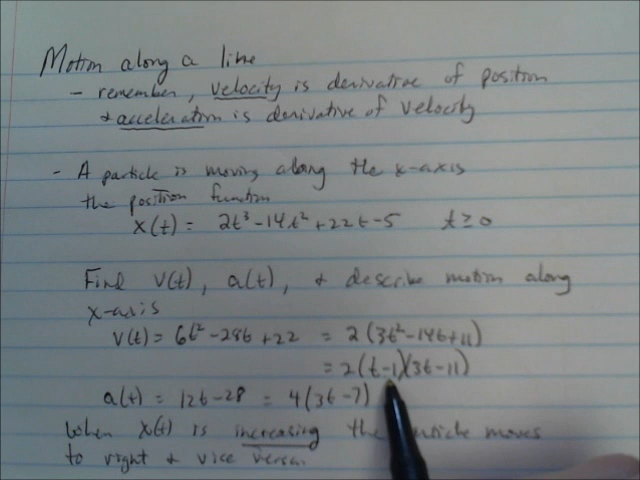 Motion along a line
- remember, velocity is derivative of position
& acceleration is derivative of velocity
- A particle is moving along the x-axis
the position function
x(t) = 2t³-14t²+22t-5   t≥0
Find v(t), a(t), & describe motion along
x-axis
v(t) = 6t²-28t+22 = 2(3t²-14t+11)
= 2(t-1)(3t-11)
a(t) = 12t-28 = 4(3t-7)
When x(t) is increasing the moves
to right & vice versa.